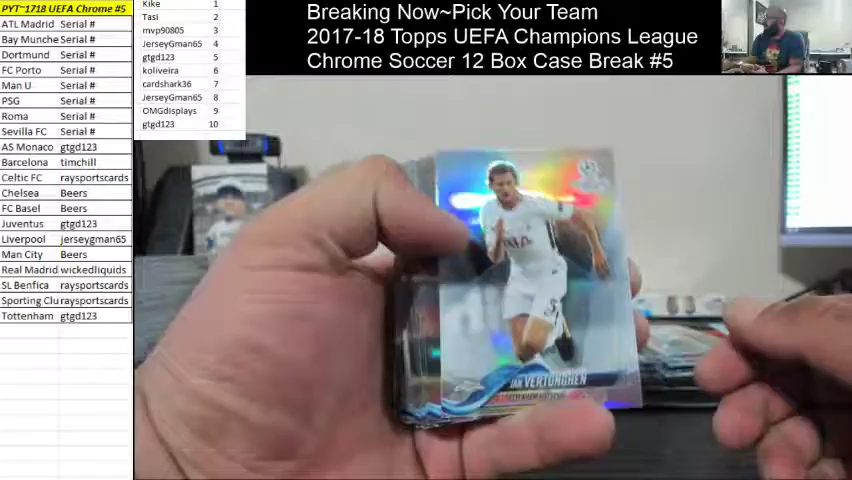 PYT~1718 UEFA Chrome #5
ATL Madrid Serial #
Bay Munche Serial #
Dortmund Serial #
FC Porto Serial #
Man U Serial #
PSG Serial #
Roma Serial #
Sevilla FC Serial #
AS Monaco gtgd123
Barcelona timchill
Celtic FC raysportscards
Chelsea Beers
FC Basel Beers
Juventus gtgd123
Liverpool jerseygman65
Man City Beers
Real Madrid wickedliquids
SL Benfica raysportscards
Sporting Clu raysportscards
Tottenham gtgd123
Kike 1
Tasi 2
mvp90805 3
JerseyGman65 4
gtgd123 5
koliveira 6
cardshark36 7
JerseyGman65 8
OMGdisplays 9
gtgd123 10
Breaking Now~Pick Your Team
2017-18 Topps UEFA Champions League
Chrome Soccer 12 Box Case Break #5
AIA
JAN VERTONGHEN